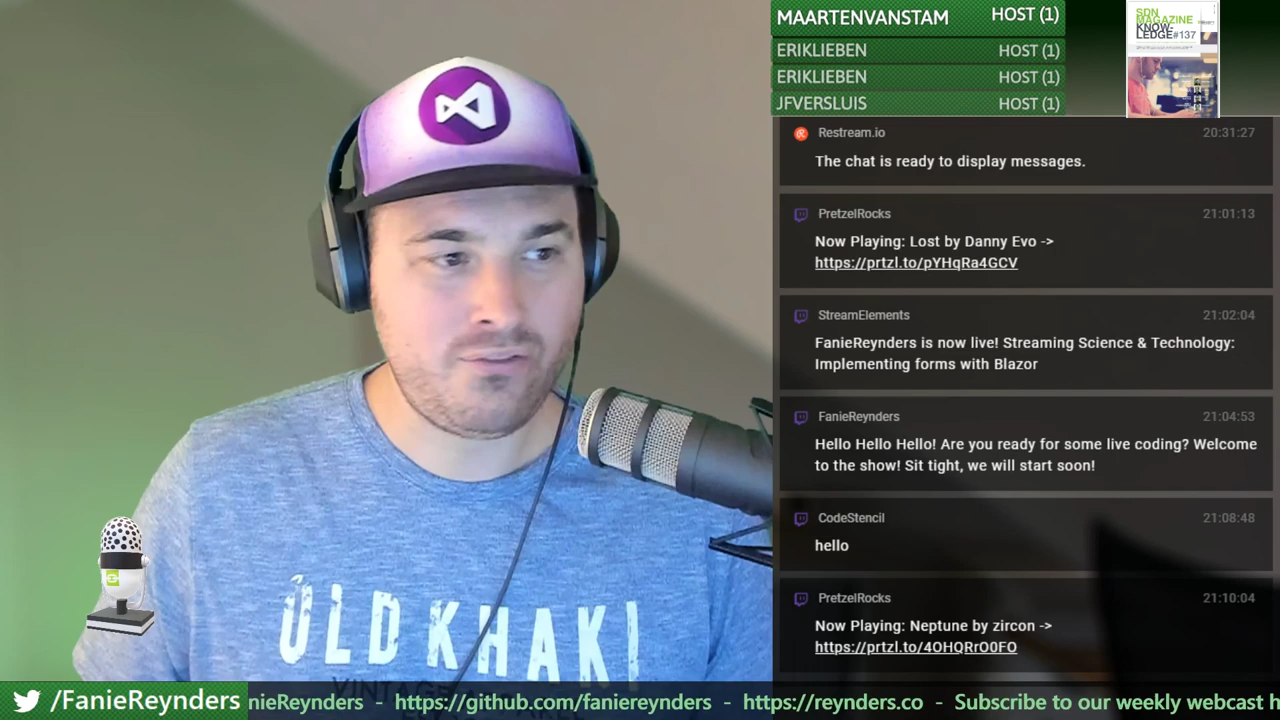 MAARTENVANSTAM HOST (1)
ERIKLIEBEN HOST (1)
ERIKLIEBEN HOST (1)
JFVERSLUIS HOST (1)
SDN
MAGAZINE
KNOW-
LEDGE#137
Restream.io 20:31:27
The chat is ready to display messages.
PretzelRocks 21:01:13
Now Playing: Lost by Danny Evo ->
https://prtzl.to/pYHqRa4GCV
StreamElements 21:02:04
FanieReynders is now live! Streaming Science & Technology:
Implementing forms with Blazor
FanieReynders 21:04:53
Hello Hello Hello! Are you ready for some live coding? Welcome
to the show! Sit tight, we will start soon!
CodeStencil 21:08:48
hello
PretzelRocks 21:10:04
Now Playing: Neptune by zircon ->
https://prtzl.to/4OHQRrO0FO
OLD KHAKI
/FanieReynders nieReynders - https://github.com/faniereynders - https://reynders.co - Subscribe to our weekly webcast h